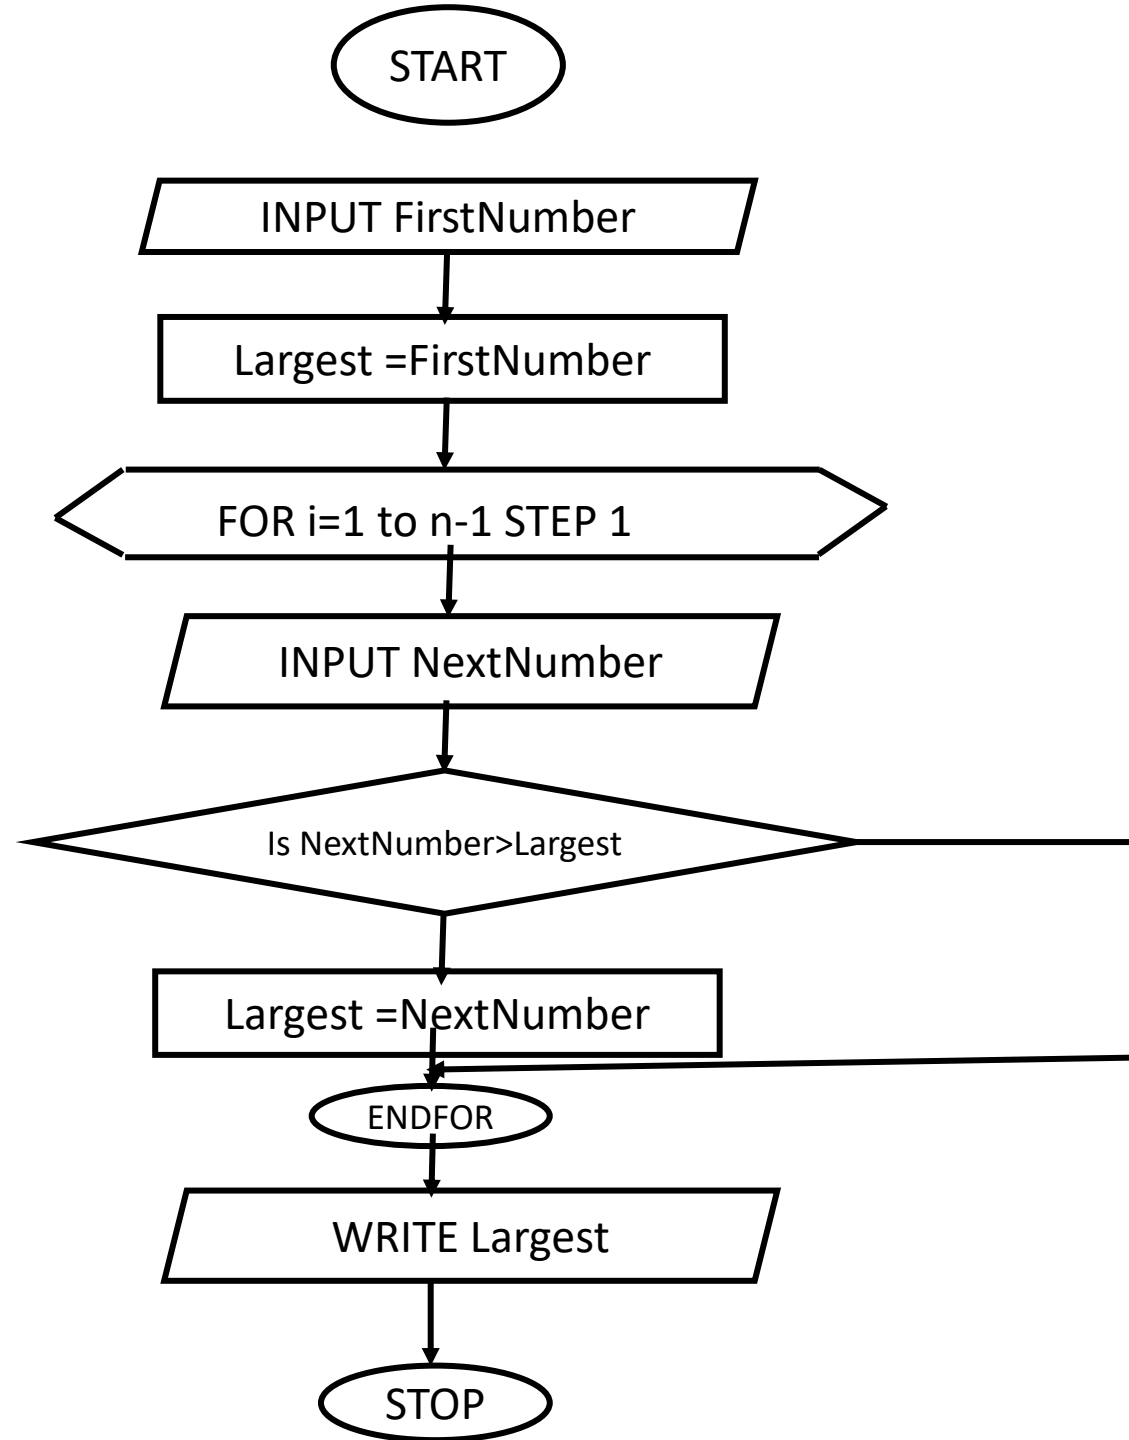 START
INPUT FirstNumber
Largest =FirstNumber
FOR i=1 to n-1 STEP 1
INPUT NextNumber
Is NextNumber>Largest
Largest =NextNumber
ENDFOR
WRITE Largest
STOP